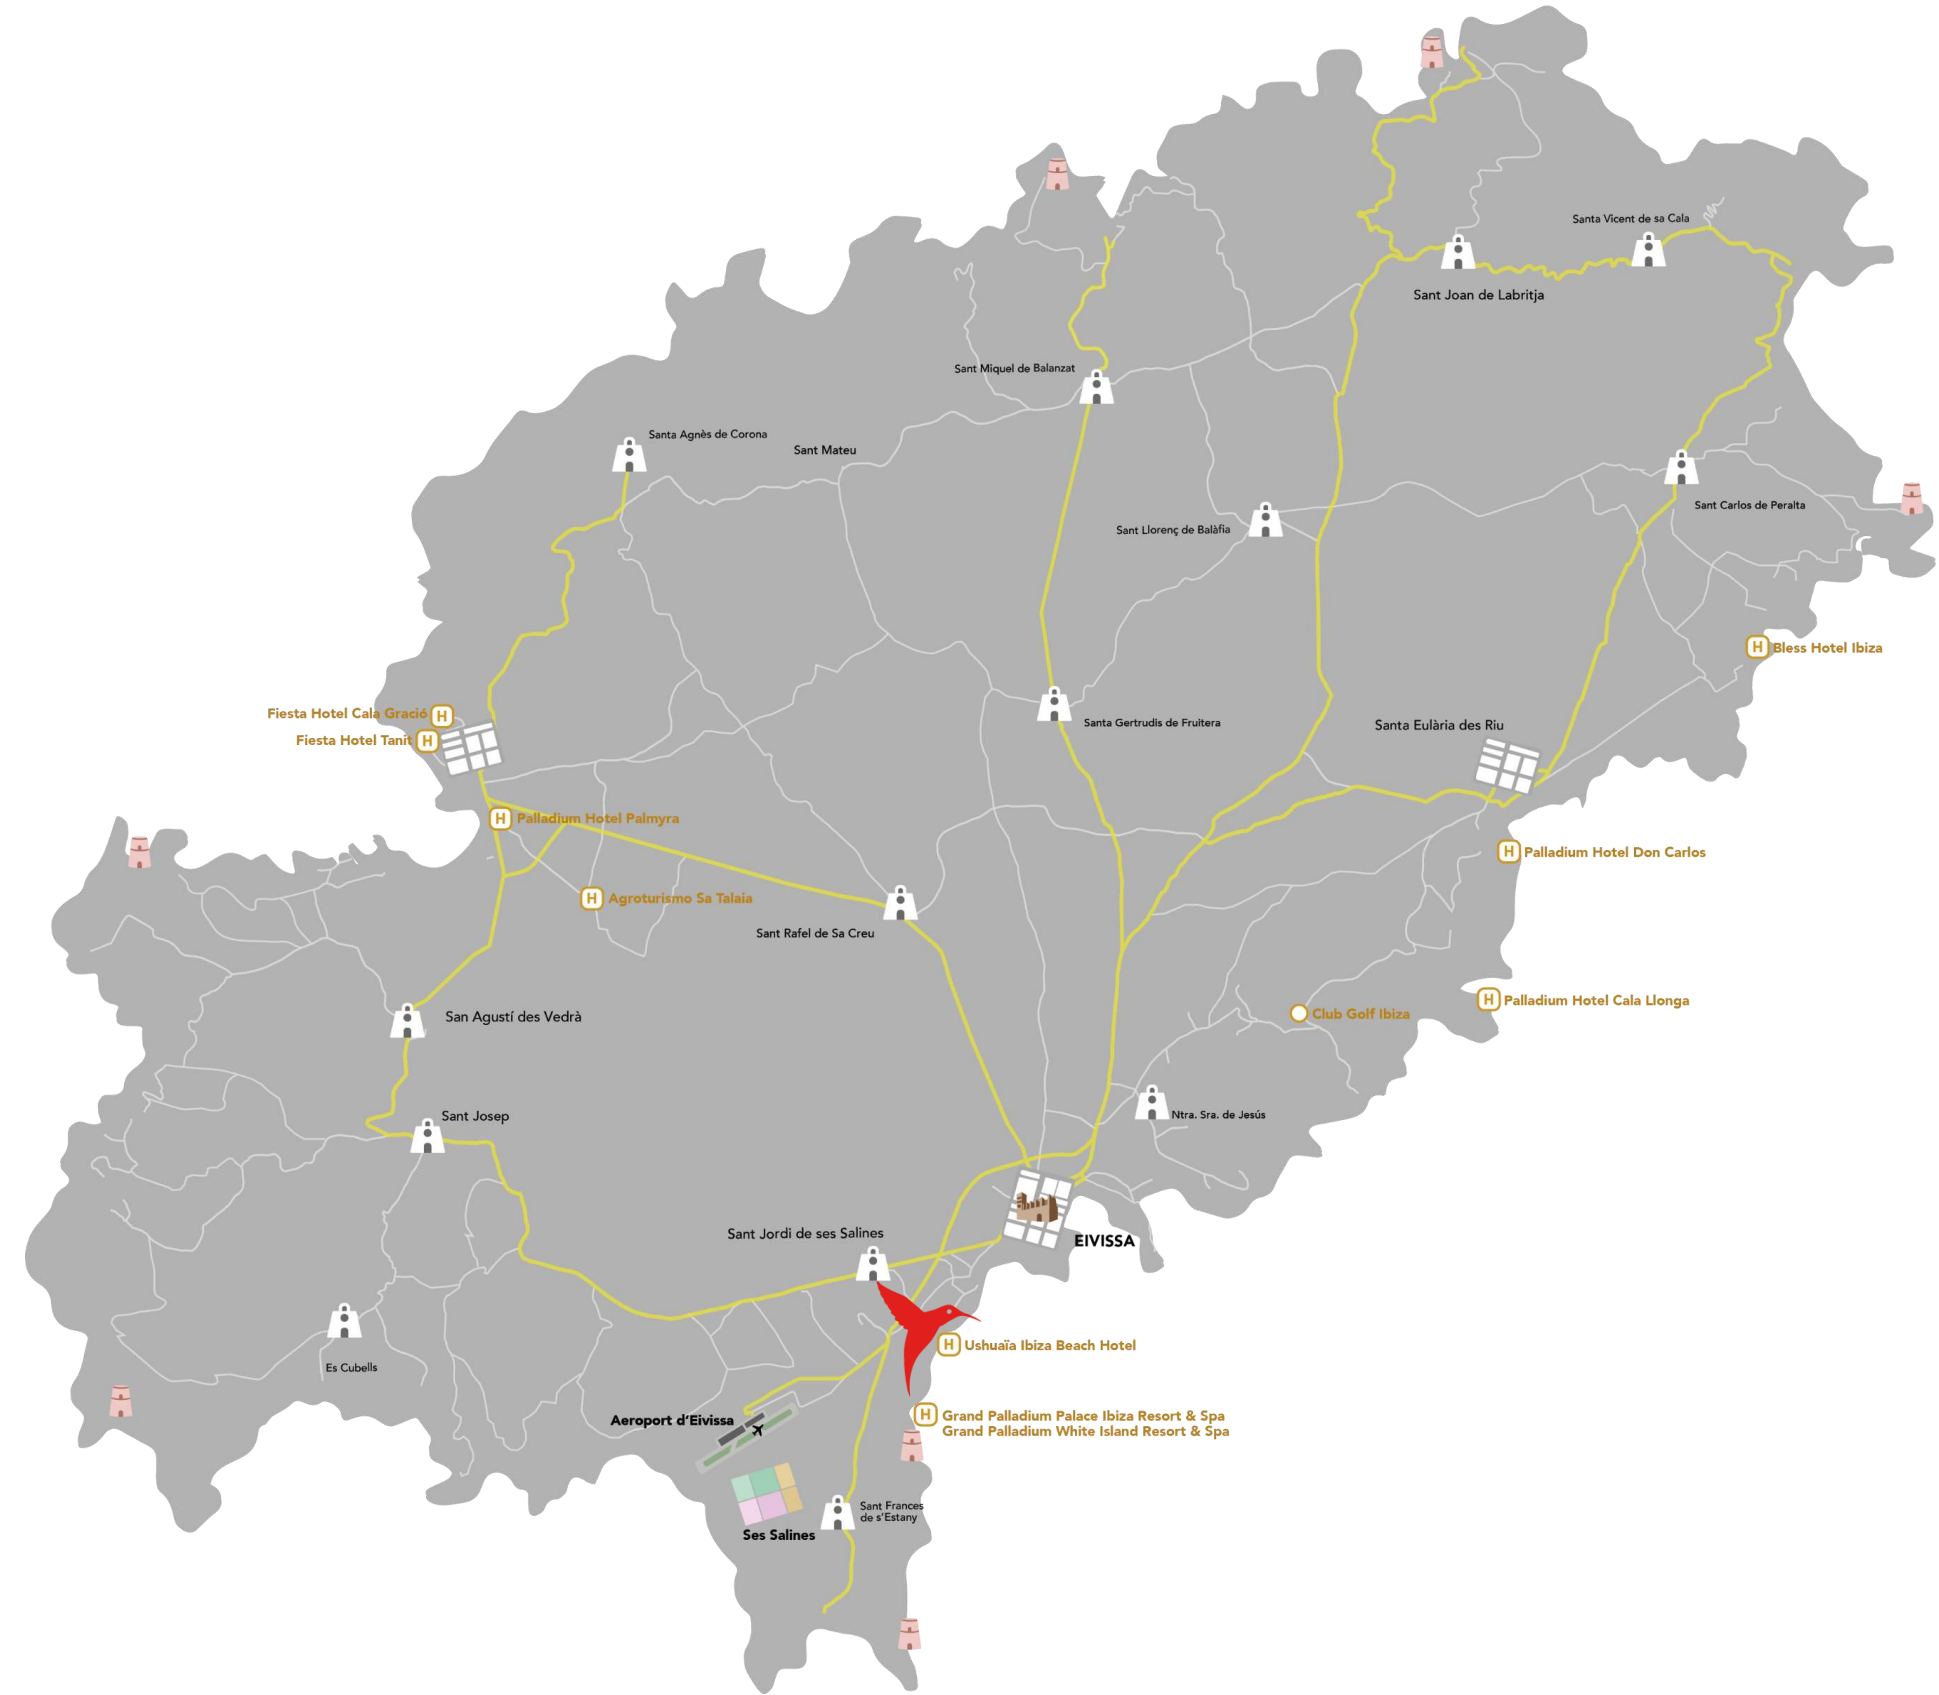 Santa Vicent de sa Cala
Sant Joan de Labritja
Sant Miquel de Balanzat
Santa Agnès de Corona
Sant Mateu
Sant Carlos de Peralta
Sant Llorenç de Balàfia
H Bless Hotel Ibiza
Fiesta Hotel Cala Gració H
Santa Gertrudis de Fruitera
Santa Eulària des Riu
Fiesta Hotel Tanit H
H Palladium Hotel Palmyra
H Palladium Hotel Don Carlos
H Agroturismo Sa Talaia
Sant Rafel de Sa Creu
H Palladium Hotel Cala Llonga
Club Golf Ibiza
San Agustí des Vedrà
Sant Josep
Ntra. Sra. de Jesús
Sant Jordi de ses Salines
EIVISSA
H Ushuaïa Ibiza Beach Hotel
Es Cubells
H Grand Palladium Palace Ibiza Resort & Spa
Grand Palladium White Island Resort & Spa
Aeroport d'Eivissa
Sant Frances
de s'Estany
Ses Salines